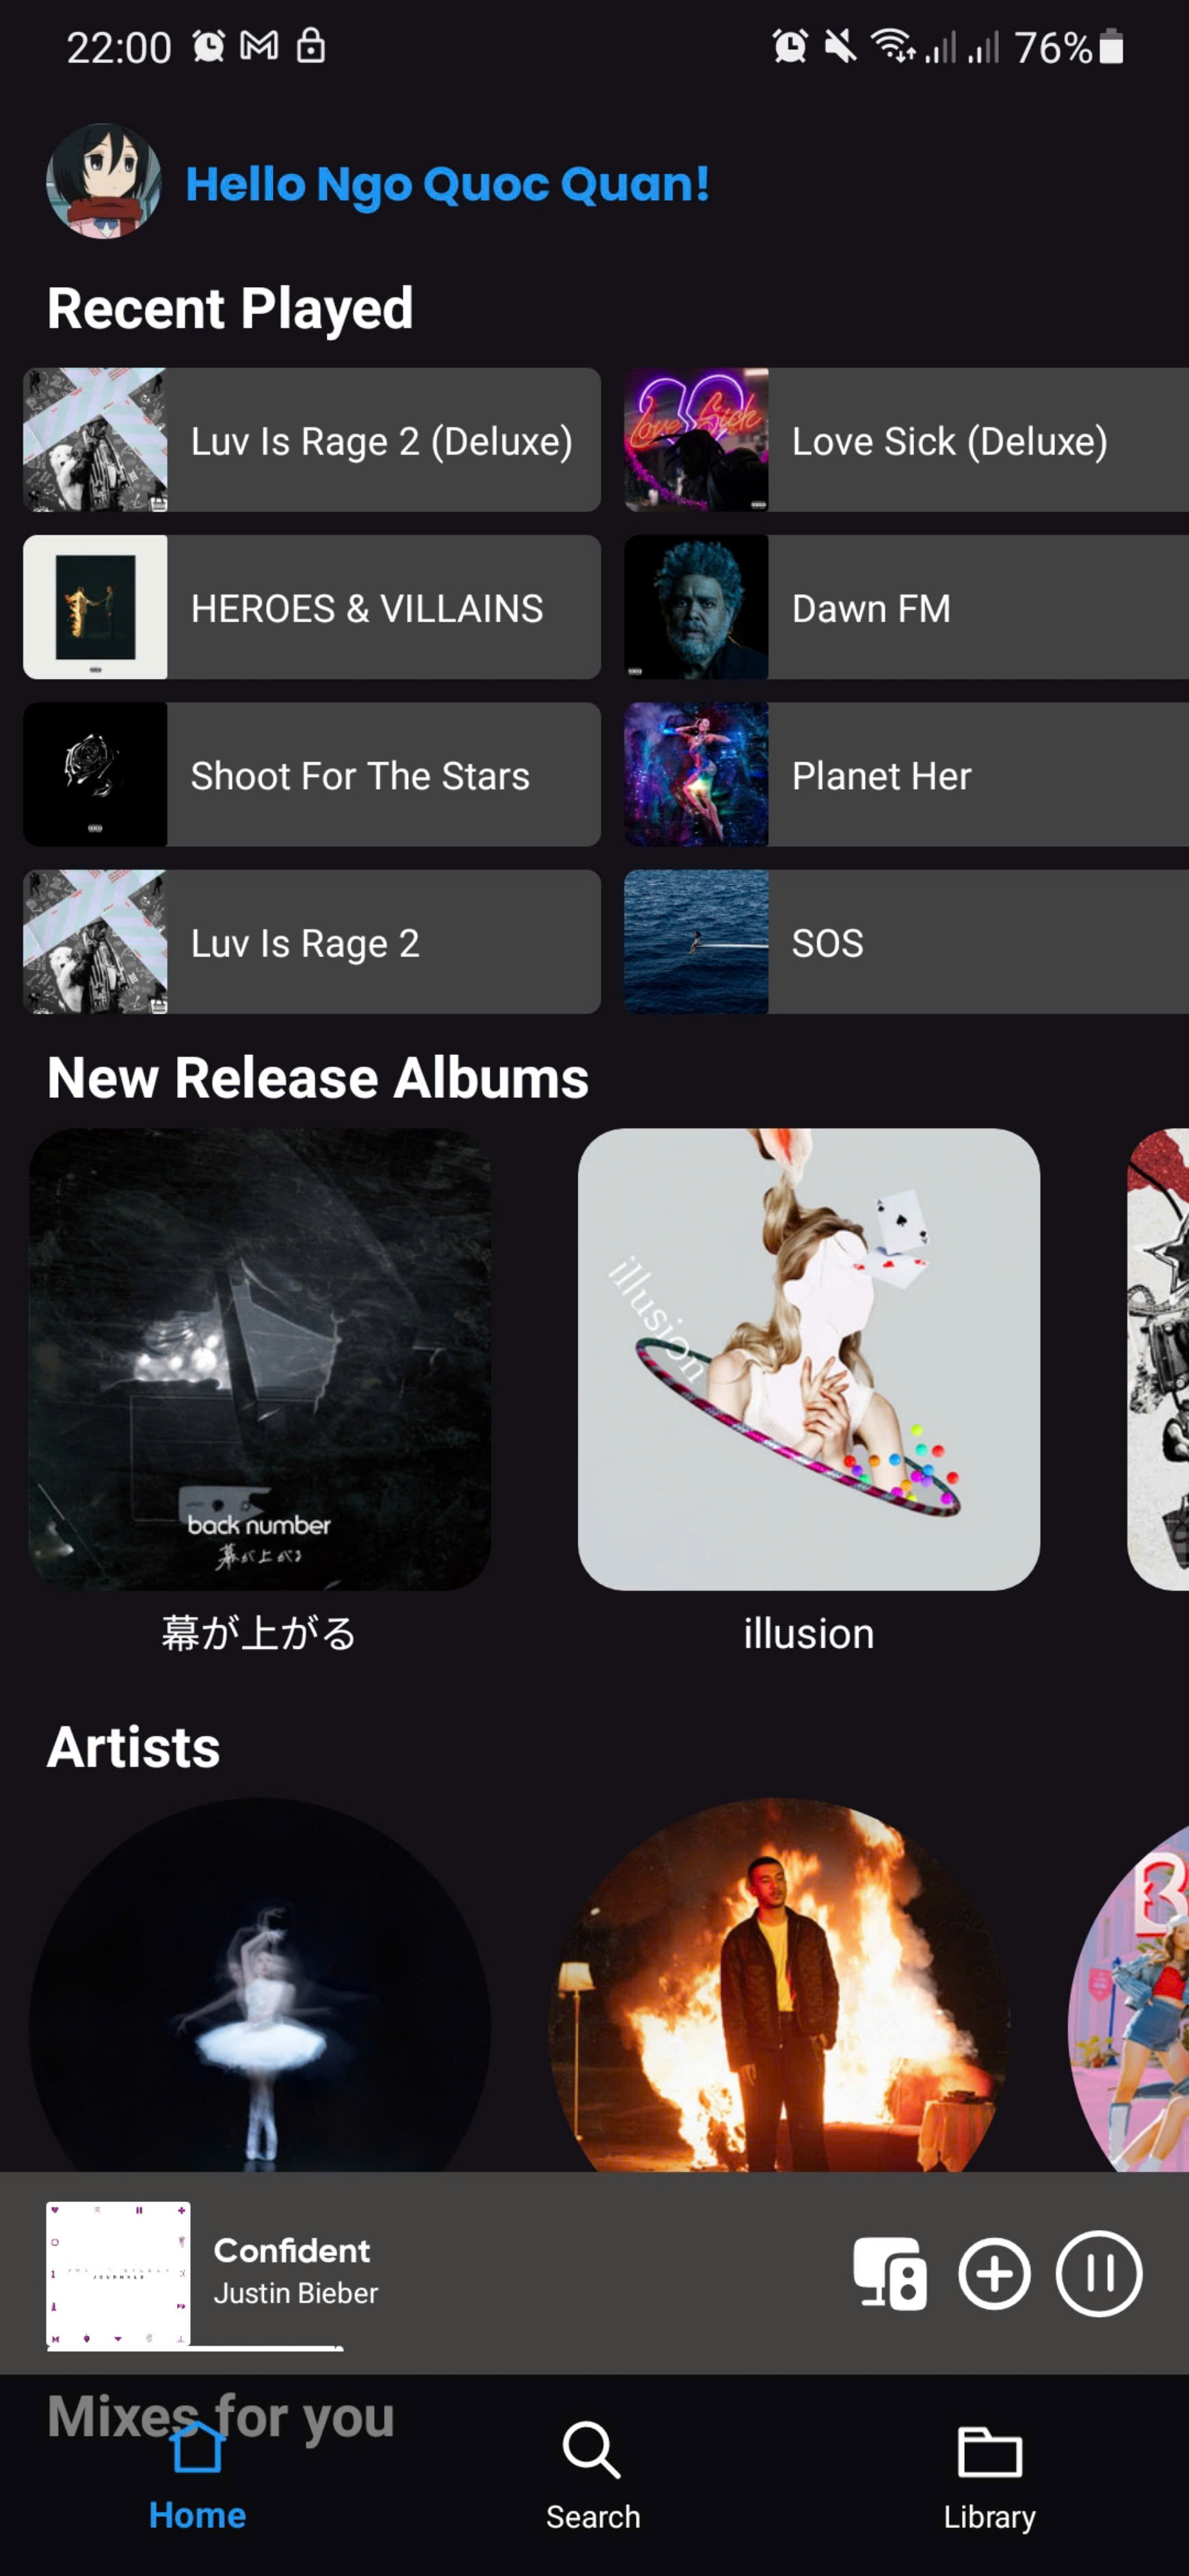 22:00
76%
Hello Ngo Quoc Quan!
Recent Played
Luv Is Rage 2 (Deluxe)
Love Sick
Love Sick (Deluxe)
HEROES & VILLAINS
Dawn FM
Shoot For The Stars
Planet Her
Luv Is Rage 2
SOS
New Release Albums
back number
幕が上がる
illusion
幕が上がる
illusion
Artists
B
JOURNALS
Confident
Justin Bieber
Mixes for you
Home
Search
Library